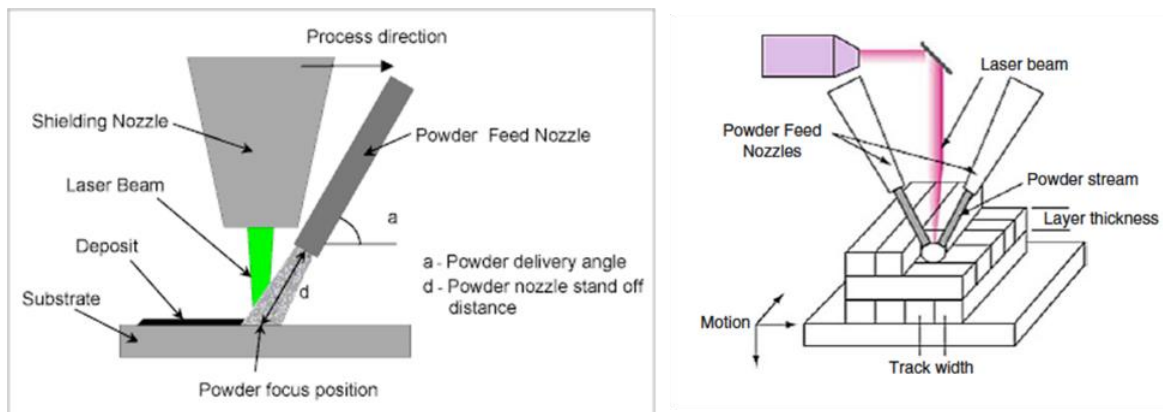 Process direction
Shielding Nozzle
Powder Feed Nozzle
Laser Beam
a
Deposit
d
a - Powder delivery angle
d - Powder nozzle stand off
distance
Substrate
Powder focus position
Laser beam
Powder Feed
Nozzles
Powder stream
Layer thickness
Motion
Track width